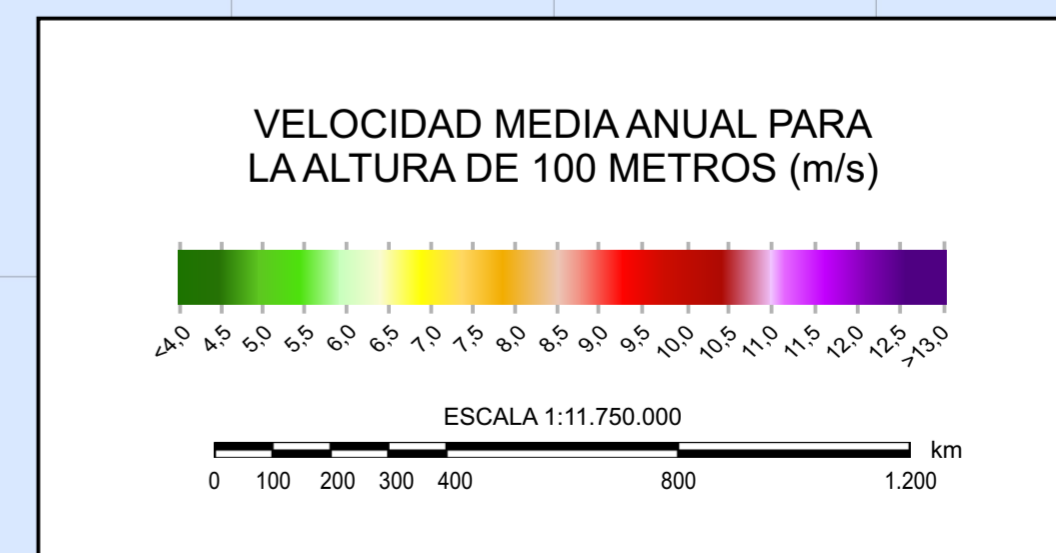 VELOCIDAD MEDIA ANUAL PARA
LA ALTURA DE 100 METROS (m/s)
<4,0 4,5 5,0 5,5 6,0 6,5 7,0 7,5 8,0 8,5 9,0 9,5 10,0 10,5 11,0 11,5 12,0 12,5 >13,0
ESCALA 1:11.750.000
km
0 100 200 300 400 800 1.200